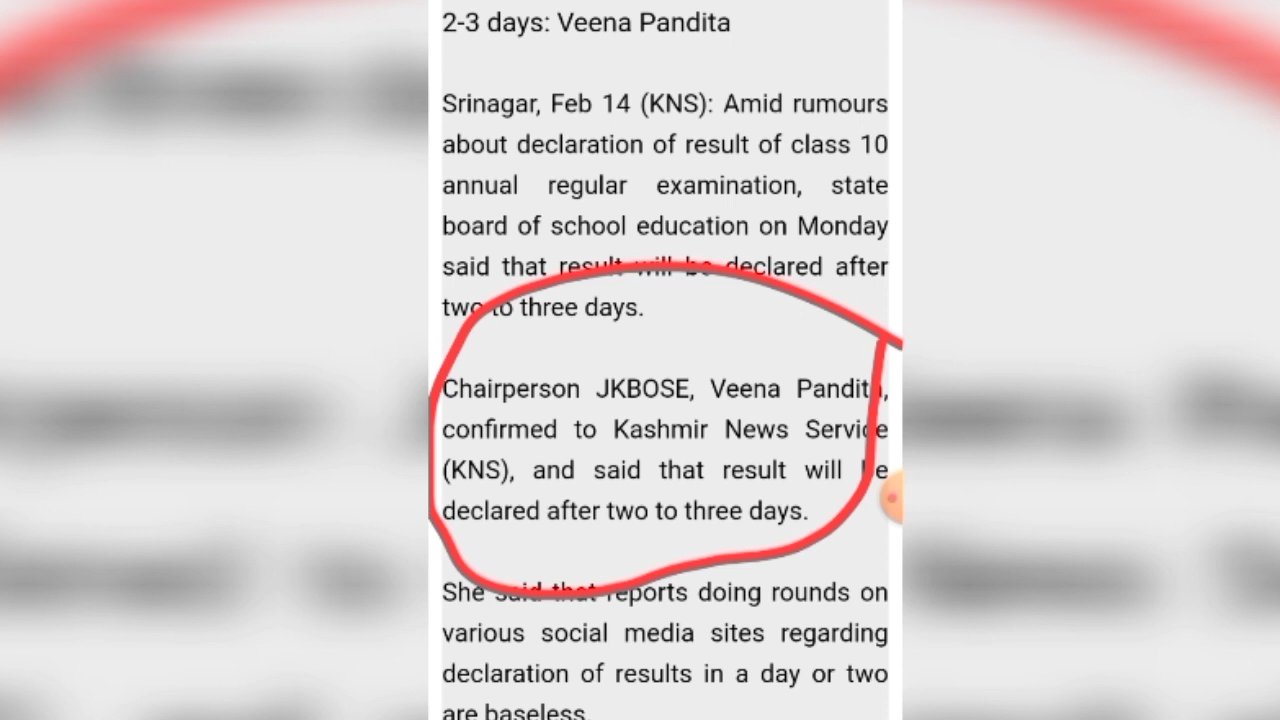 2-3 days: Veena Pandita
Srinagar, Feb 14 (KNS): Amid rumours
about declaration of result of class 10
annual regular examination, state
board of school education on Monday
said that result will be declared after
two to three days.
Chairperson JKBOSE, Veena Pandita,
confirmed to Kashmir News Service
(KNS), and said that result will be
declared after two to three days.
She said that reports doing rounds on
various social media sites regarding
declaration of results in a day or two
are baseless.